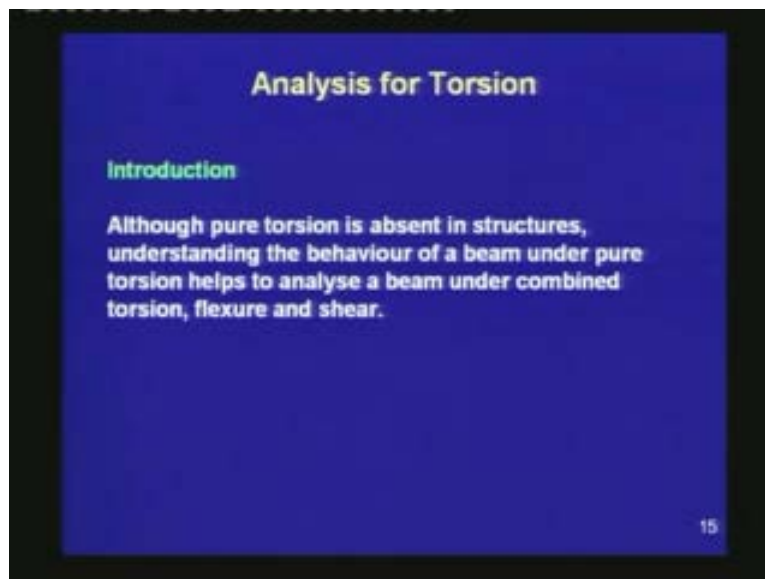 Analysis for Torsion
Introduction
Although pure torsion is absent in structures,
understanding the behaviour of a beam under pure
torsion helps to analyse a beam under combined
torsion, flexure and shear.
15